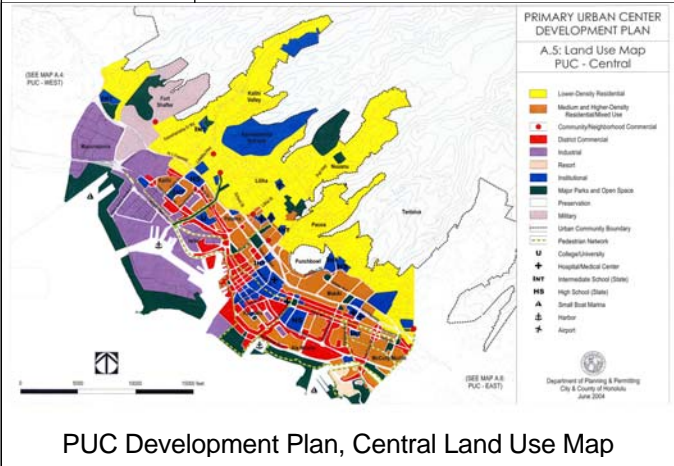 PRIMARY URBAN CENTER
DEVELOPMENT PLAN
A.5: Land Use Map
PUC - Central
(SEE MAP A.4:
PUC - WEST)
Fort
Shafter
Kalihi
Valley
Kapalama
Liliha
Nuuanu
Pauoa
Tantalus
Punchbowl
Makiki
Kalihi
Lower-Density Residential
Medium and Higher-Density
Residential/Mixed Use
Community/Neighborhood Commercial
District Commercial
Industrial
Resort
Institutional
Major Parks and Open Space
Preservation
Military
Urban Community Boundary
Pedestrian Network
U College/University
Hospital/Medical Center
INT Intermediate School (State)
HS High School (State)
Small Boat Marina
Harbor
Airport
(SEE MAP A.6:
PUC - EAST)
0 5000 10000 15000 feet
Department of Planning & Permitting
City & County of Honolulu
June 2004
PUC Development Plan, Central Land Use Map